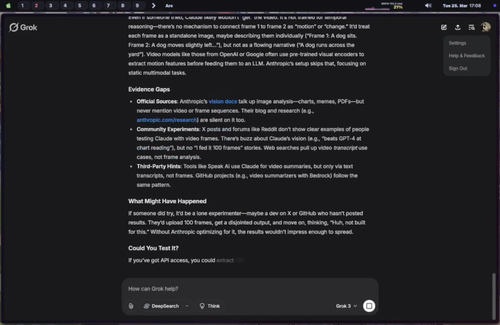 1 2 3 4 5 6 7 8 9 Arc Tue 25. Mar 17:08
Grok
Settings
Help & Feedback
Sign Out
Even if someone tried, Claude likely wouldn't "get" the video. It's not trained for temporal
reasoning—there's no mechanism to connect frame 1 to frame 2 as "motion" or "change." It'd treat
each frame as a standalone image, maybe describing them individually ("Frame 1: A dog sits.
Frame 2: A dog moves slightly left..."), but not as a flowing narrative ("A dog runs across the
yard"). Video models like those from OpenAI or Google often use pre-trained visual encoders to
extract motion features before feeding them to an LLM. Anthropic's setup skips that, focusing on
static multimodal tasks.
Evidence Gaps
• Official Sources: Anthropic's vision docs talk up image analysis—charts, memes, PDFs—but
never mention video or frame sequences. Their blog and research (e.g.,
anthropic.com/research) are silent on it too.
• Community Experiments: X posts and forums like Reddit don't show clear examples of people
testing Claude with video frames. There's buzz about Claude's vision (e.g., "beats GPT-4 at
chart reading"), but no "I fed it 100 frames" stories. Web searches pull up video transcript use
cases, not frame analysis.
• Third-Party Hints: Tools like Speak AI use Claude for video summaries, but only via text
transcripts, not frames. GitHub projects (e.g., video summarizers with Bedrock) follow the
same pattern.
What Might Have Happened
If someone did try, it'd be a lone experimenter—maybe a dev on X or GitHub who hasn't posted
results. They'd upload 100 frames, get a disjointed output, and move on, thinking, "Huh, not built
for this." Without Anthropic optimizing for it, the results wouldn't impress enough to spread.
Could You Test It?
If you've got API access, you could extract
How can Grok help?
DeepSearch Think Grok 3